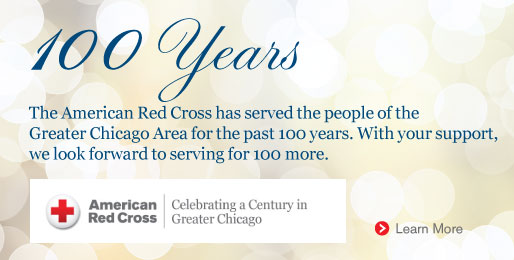 100 Years
The American Red Cross has served the people of the
Greater Chicago Area for the past 100 years. With your support,
we look forward to serving for 100 more.
American
Red Cross
Celebrating a Century in
Greater Chicago
Learn More